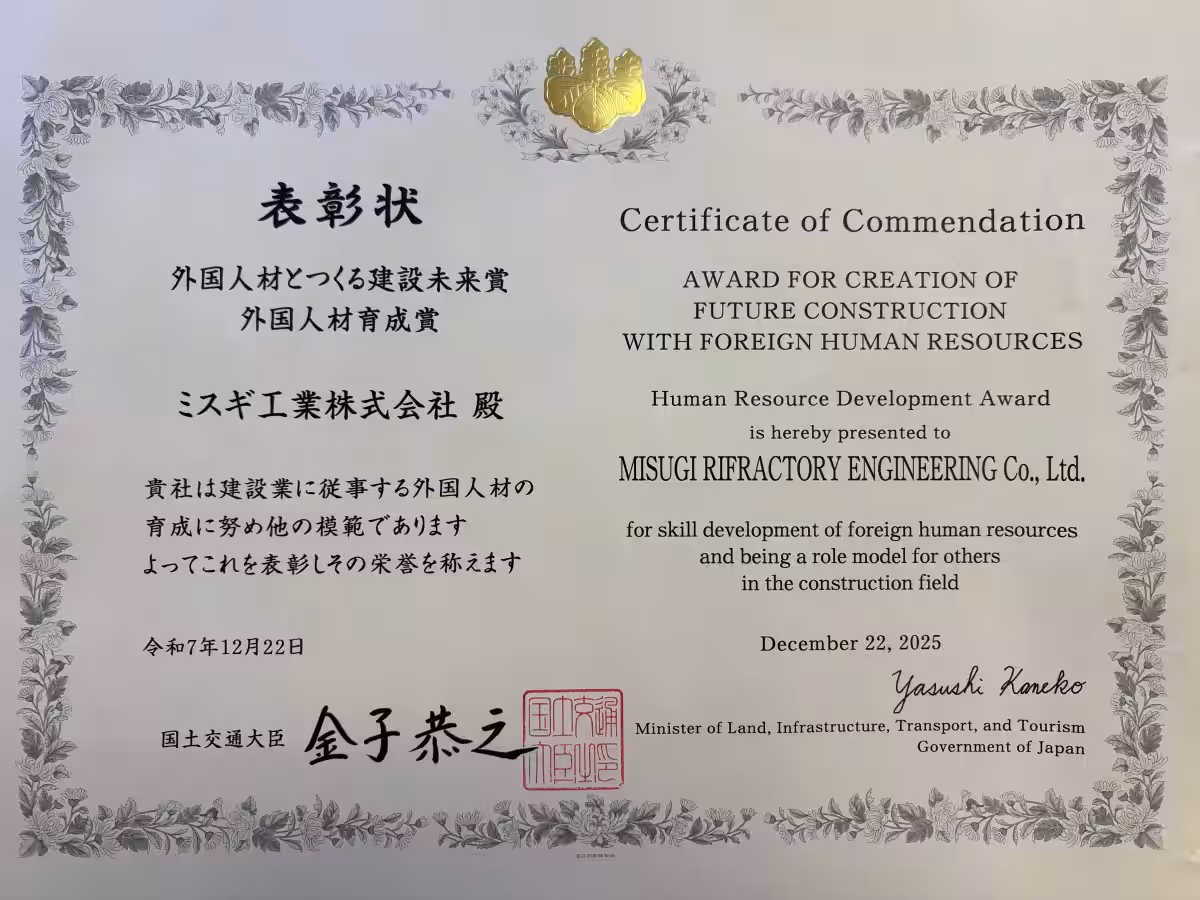 表彰状
外国人材とつくる建設未来賞
外国人材育成賞
ミスギ工業株式会社 殿
貴社は建設業に従事する外国人材の
育成に努め他の模範であります
よってこれを表彰しその栄誉を称えます
令和7年12月22日
国土交通大臣 金子恭之
Certificate of Commendation
AWARD FOR CREATION OF
FUTURE CONSTRUCTION
WITH FOREIGN HUMAN RESOURCES
Human Resource Development Award
is hereby presented to
MISUGI RIFRACTORY ENGINEERING Co., Ltd.
for skill development of foreign human resources
and being a role model for others
in the construction field
December 22, 2025
Yasushi Kaneko
Minister of Land, Infrastructure, Transport, and Tourism
Government of Japan